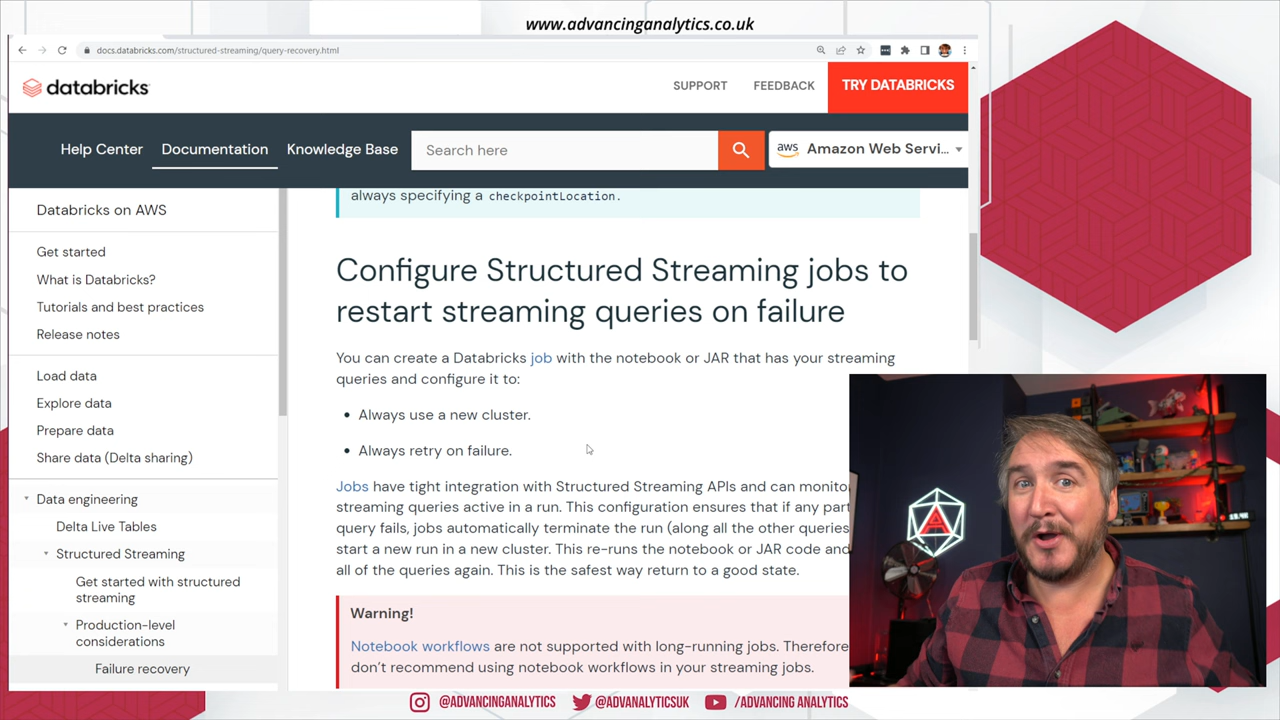 www.advancinganalytics.co.uk
docs.databricks.com/structured-streaming/query-recovery.html
databricks
SUPPORT
FEEDBACK
TRY DATABRICKS
Help Center
Documentation
Knowledge Base
Search here
aws
Amazon Web Servi...
Databricks on AWS
Get started
What is Databricks?
Tutorials and best practices
Release notes
Load data
Explore data
Prepare data
Share data (Delta sharing)
Data engineering
Delta Live Tables
Structured Streaming
Get started with structured
streaming
Production-level
considerations
Failure recovery
always specifying a checkpointLocation.
Configure Structured Streaming jobs to
restart streaming queries on failure
You can create a Databricks job with the notebook or JAR that has your streaming
queries and configure it to:
• Always use a new cluster.
• Always retry on failure.
Jobs have tight integration with Structured Streaming APIs and can monito
streaming queries active in a run. This configuration ensures that if any part
query fails, jobs automatically terminate the run (along all the other queries
start a new run in a new cluster. This re-runs the notebook or JAR code and
all of the queries again. This is the safest way return to a good state.
Warning!
Notebook workflows are not supported with long-running jobs. Therefore
don't recommend using notebook workflows in your streaming jobs.
A
@ADVANCINGANALYTICS
@ADVANALYTICSUK
/ADVANCING ANALYTICS